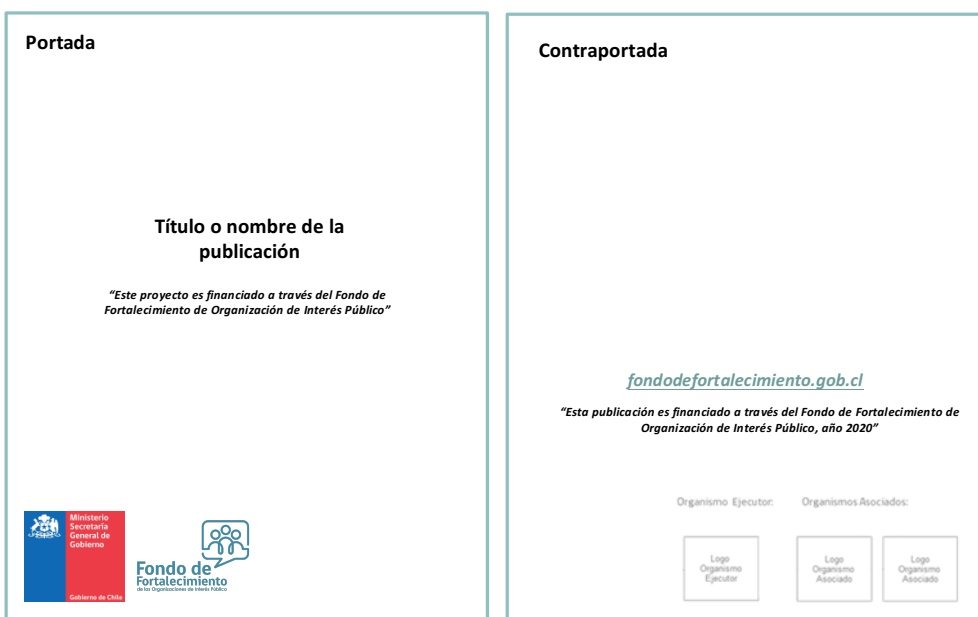 Portada
Título o nombre de la
publicación
“Este proyecto es financiado a través del Fondo de
Fortalecimiento de Organización de Interés Público”
Ministerio
Secretaría
General de
Gobierno
Gobierno de Chile
Fondo de
Fortalecimiento
de las Organizaciones de Interés Público
Contraportada
fondodefortalecimiento.gob.cl
“Esta publicación es financiado a través del Fondo de Fortalecimiento de
Organización de Interés Público, año 2020”
Organismo Ejecutor:
Organismos Asociados:
Logo
Organismo
Ejecutor
Logo
Organismo
Asociado
Logo
Organismo
Asociado